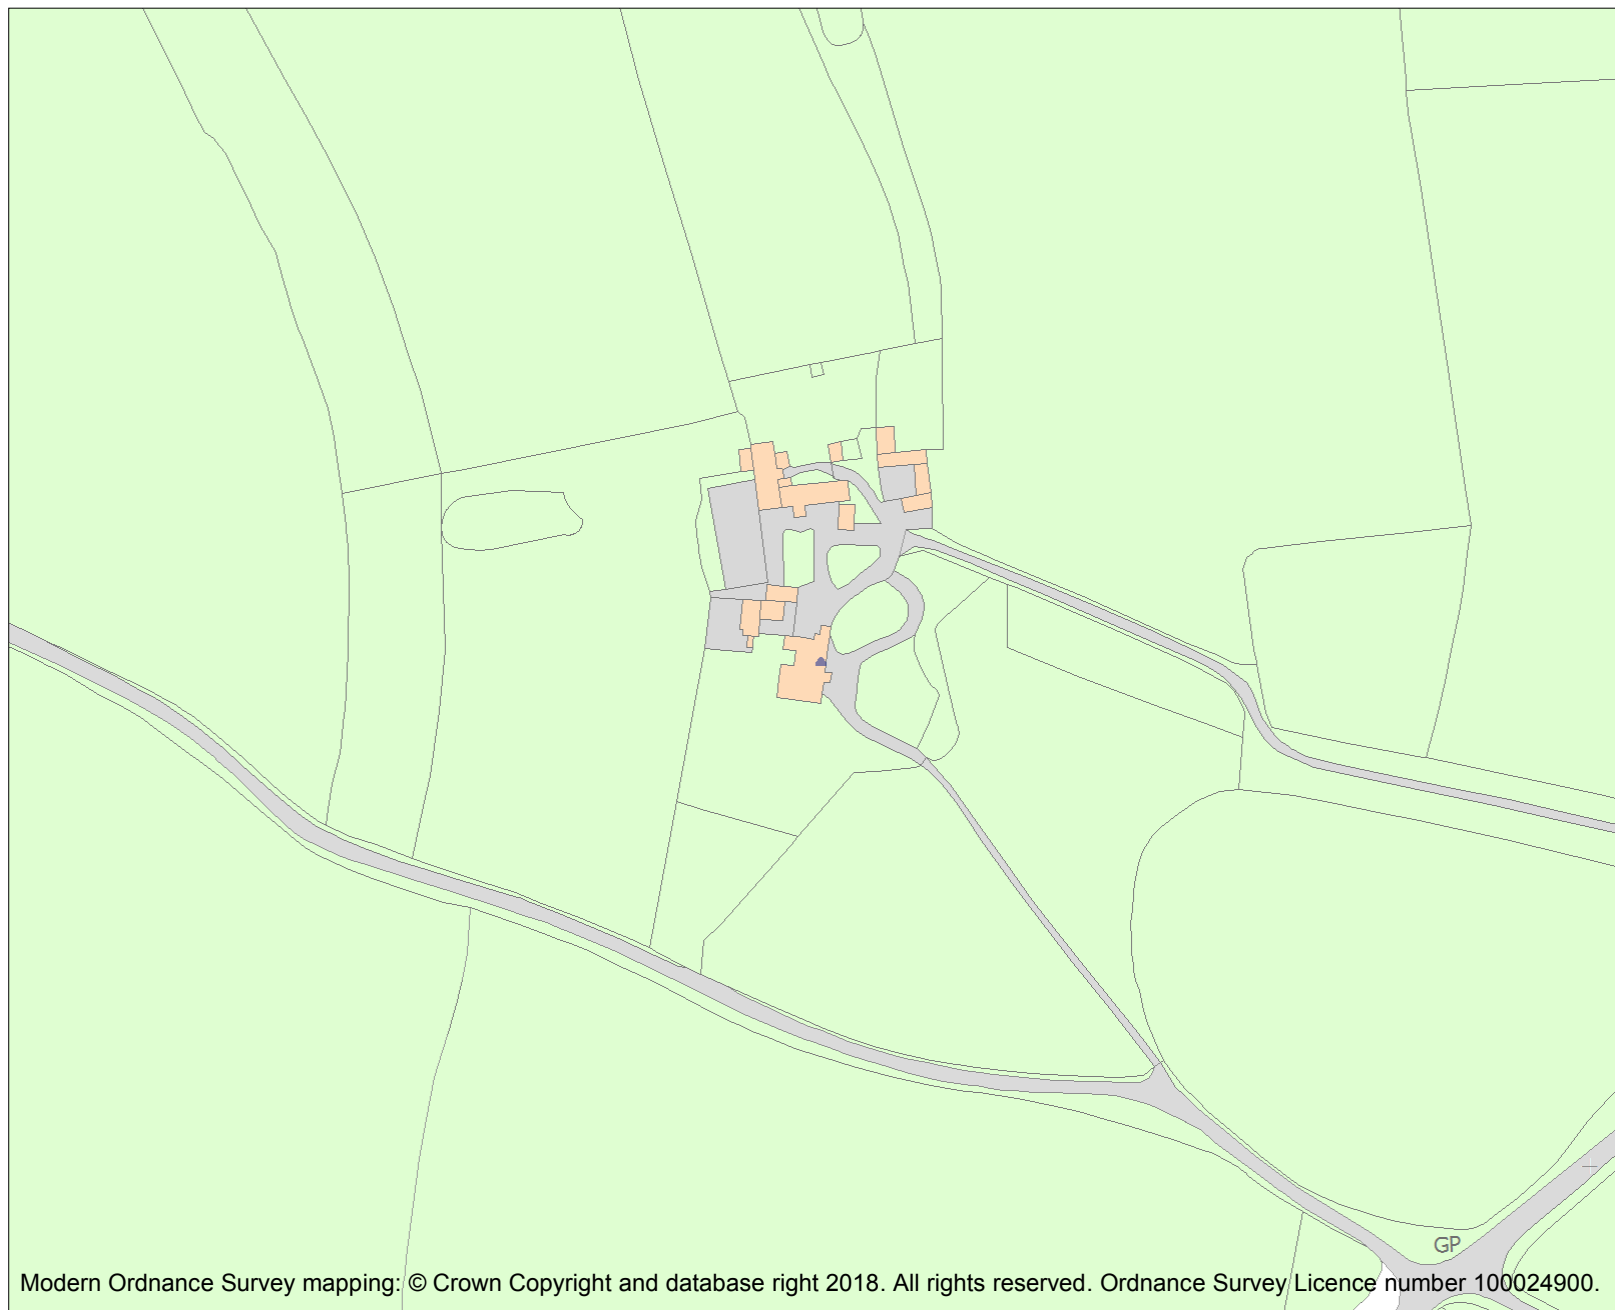 GP
Modern Ordnance Survey mapping: © Crown Copyright and database right 2018. All rights reserved. Ordnance Survey Licence number 100024900.